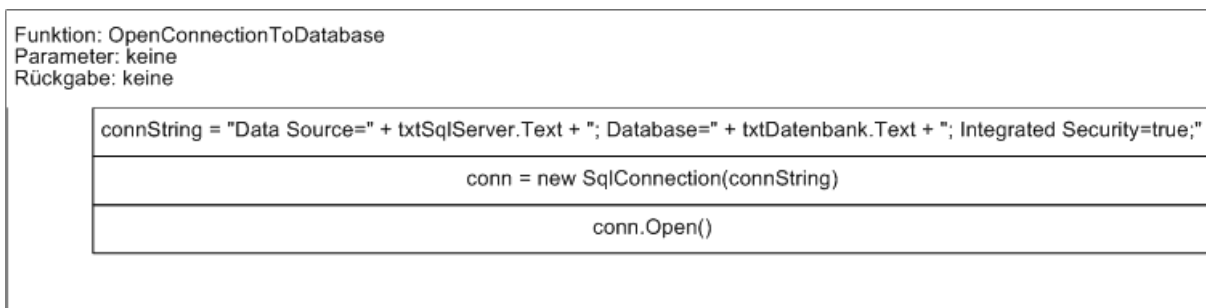 Funktion: OpenConnectionToDatabase
Parameter: keine
Rückgabe: keine
connString = "Data Source=" + txtSqlServer.Text + "; Database=" + txtDatenbank.Text + "; Integrated Security=true;"
conn = new SqlConnection(connString)
conn.Open()